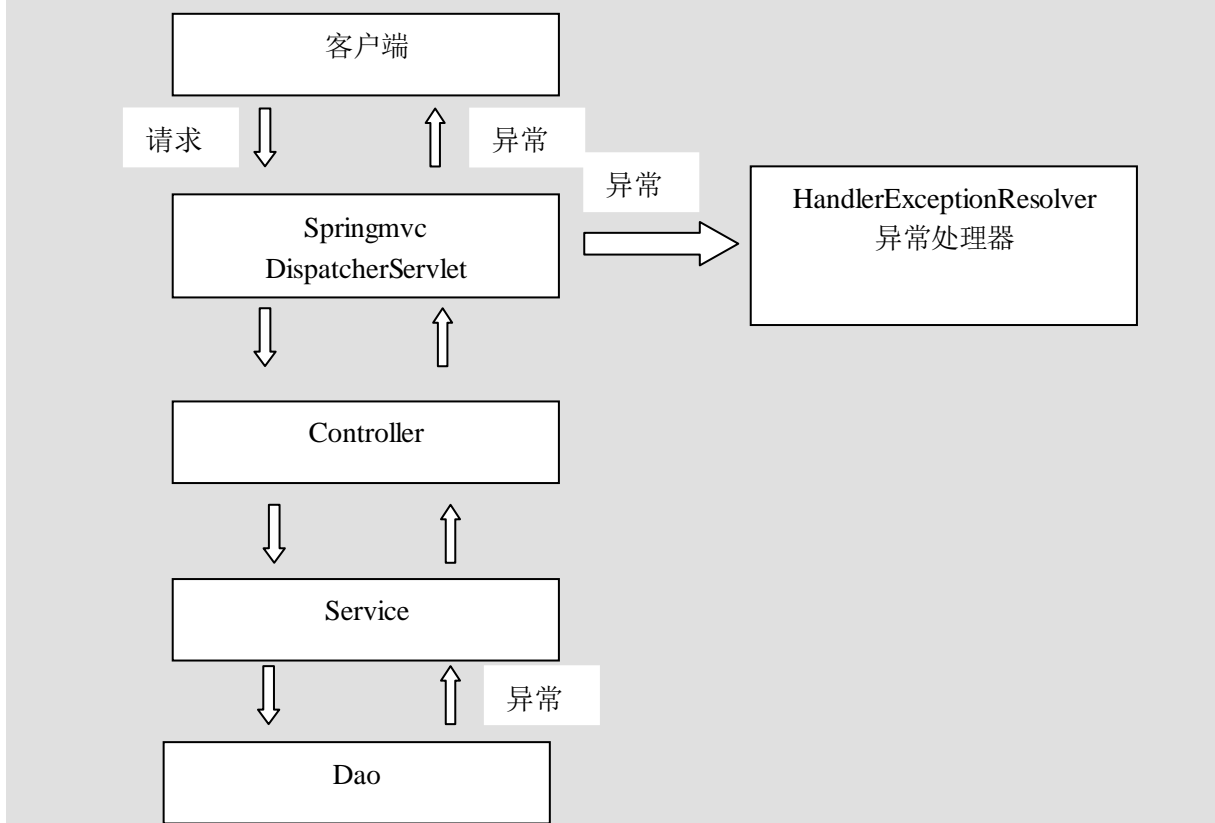 客户端
请求
异常
异常
HandlerExceptionResolver
异常处理器
Springmvc
DispatcherServlet
Controller
Service
异常
Dao